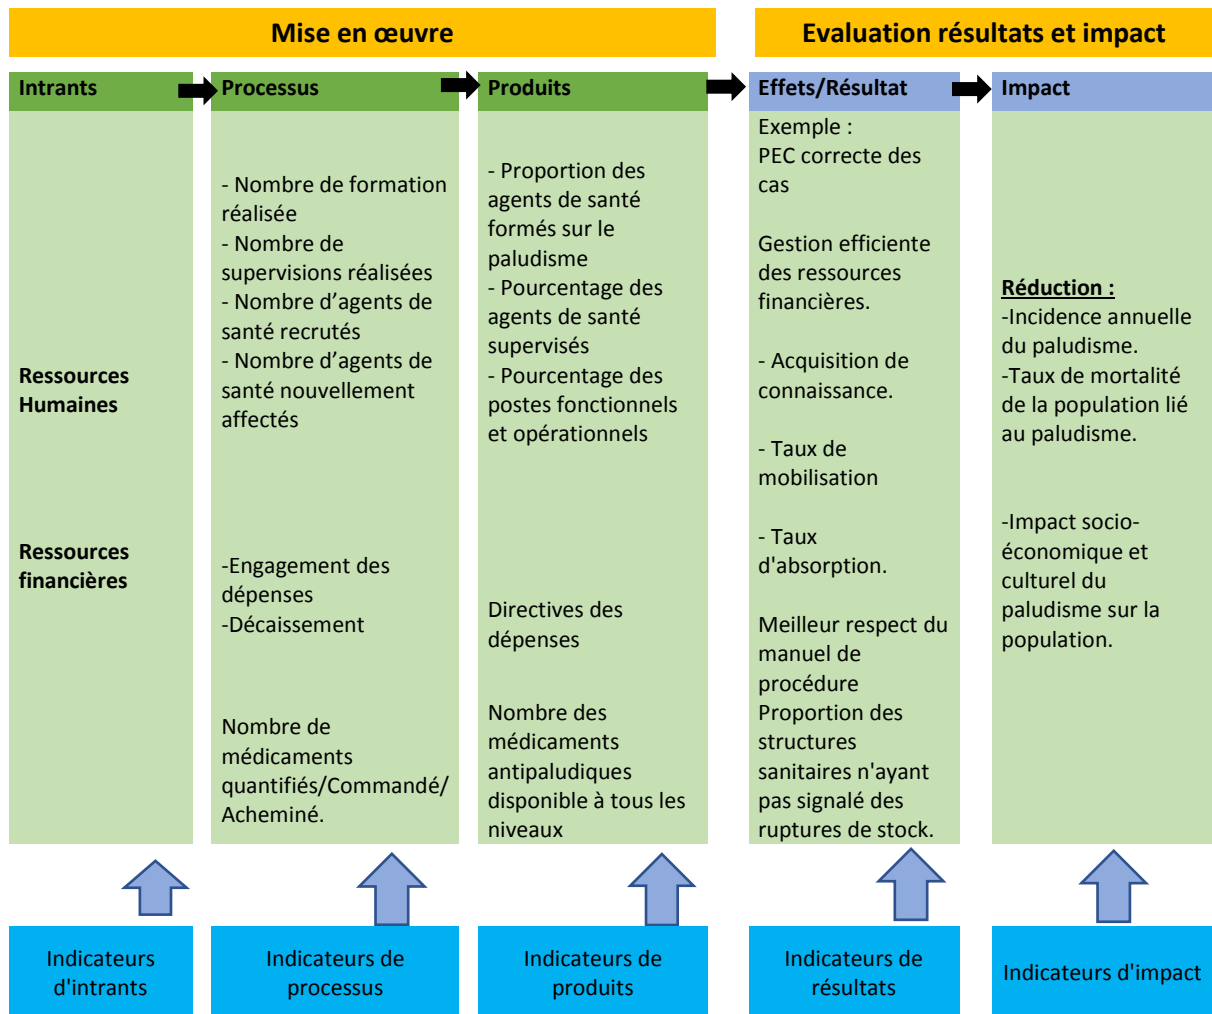 Mise en œuvre
Evaluation résultats et impact
Intrants
Processus
Produits
Effets/Résultat
Impact
Ressources
Humaines
Ressources
financières
- Nombre de formation
réalisée
- Nombre de
supervisions réalisées
- Nombre d’agents de
santé recrutés
- Nombre d’agents de
santé nouvellement
affectés
-Engagement des
dépenses
-Décaissement
Nombre de
médicaments
quantifiés/Commandé/
Acheminé.
- Proportion des
agents de santé
formés sur le
paludisme
- Pourcentage des
agents de santé
supervisés
- Pourcentage des
postes fonctionnels
et opérationnels
Directives des
dépenses
Nombre des
médicaments
antipaludiques
disponible à tous les
niveaux
Exemple :
PEC correcte des
cas
Gestion efficiente
des ressources
financières.
- Acquisition de
connaissance.
- Taux de
mobilisation
- Taux
d'absorption.
Meilleur respect du
manuel de
procédure
Proportion des
structures
sanitaires n'ayant
pas signalé des
ruptures de stock.
Réduction :
-Incidence annuelle
du paludisme.
-Taux de mortalité
de la population lié
au paludisme.
-Impact socio-
économique et
culturel du
paludisme sur la
population.
Indicateurs
d'intrants
Indicateurs de
processus
Indicateurs de
produits
Indicateurs de
résultats
Indicateurs d'impact